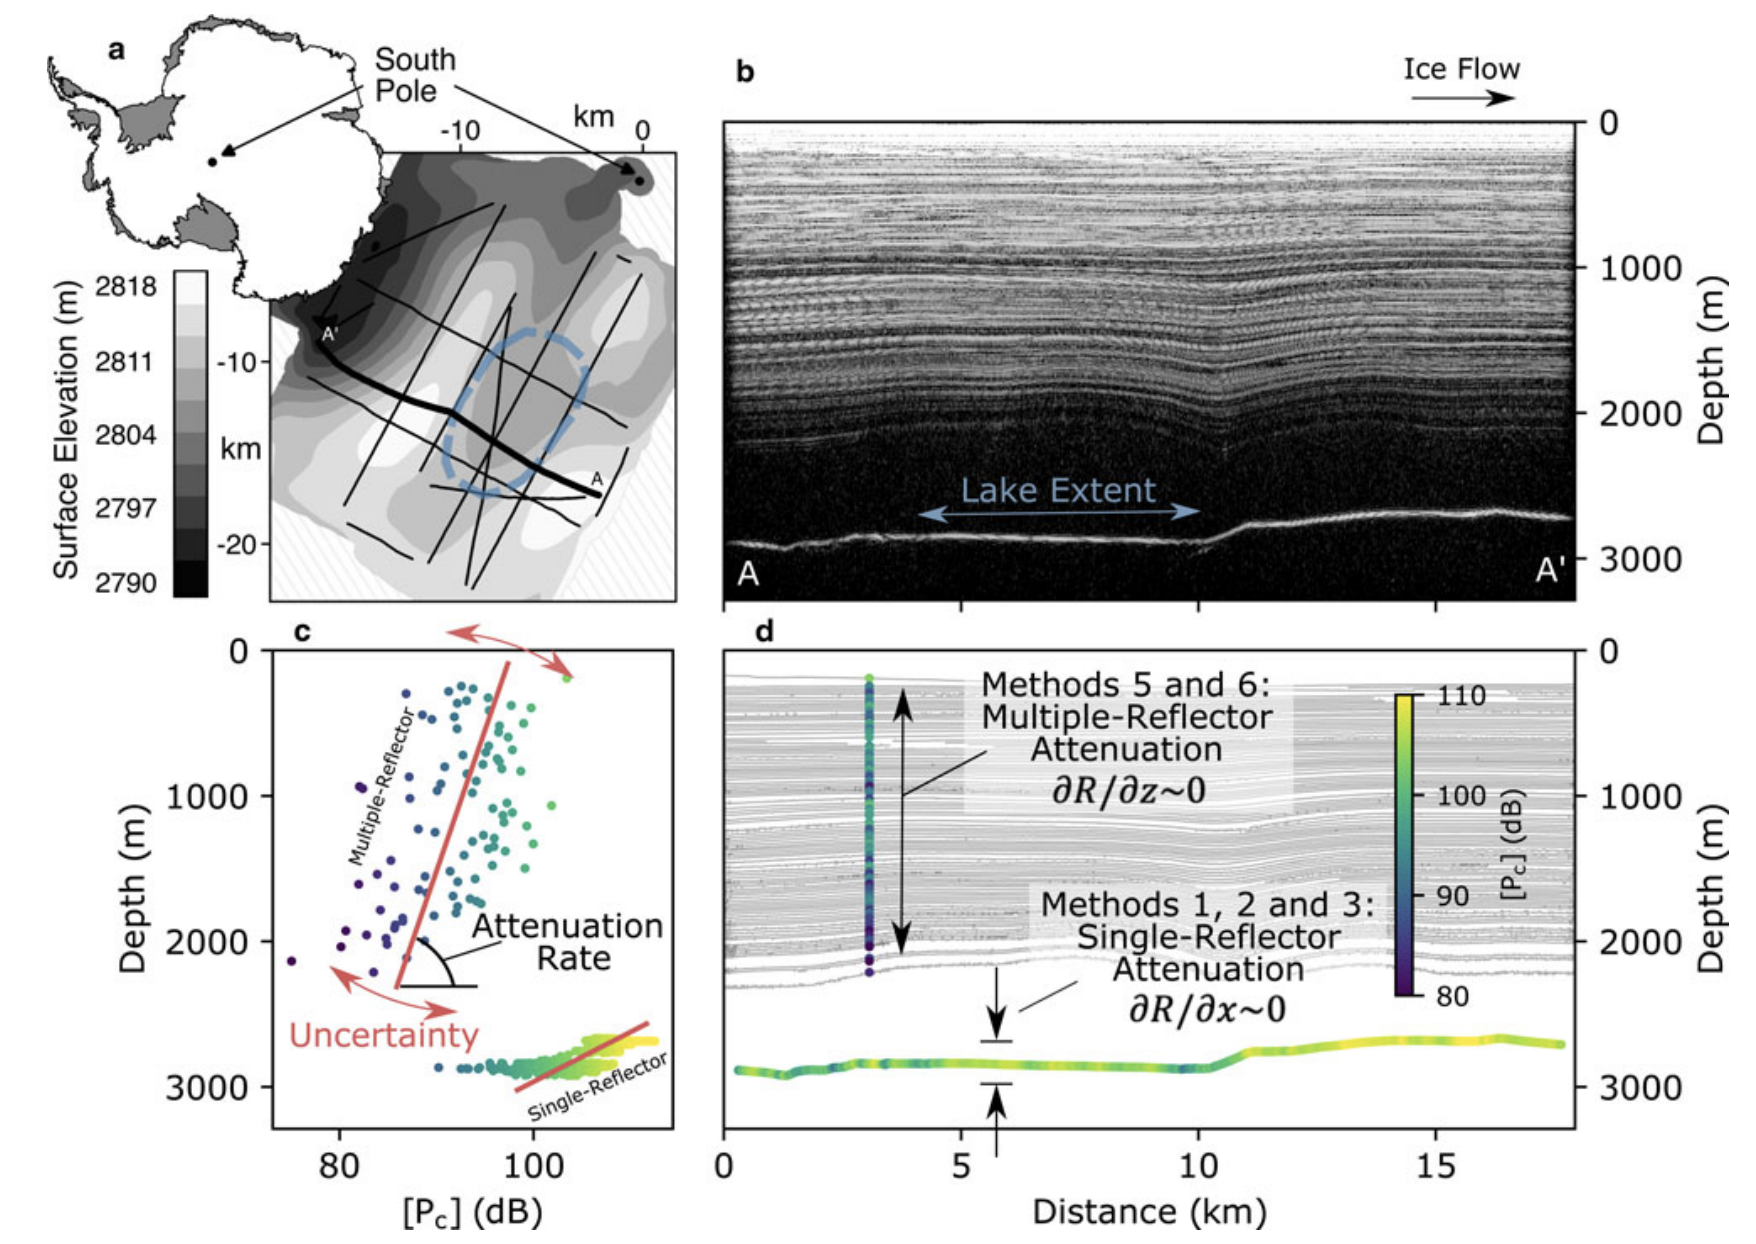 a
South
Pole
km
-10
0
Surface Elevation (m)
2818
2811
2804
2797
2790
-10
km
-20
A'
A
b
Ice Flow
0
1000
2000
3000
Depth (m)
Lake Extent
A
A'
c
0
1000
2000
3000
Depth (m)
Multiple-Reflector
Attenuation
Rate
Uncertainty
Single-Reflector
80
100
[Pc] (dB)
d
Methods 5 and 6:
Multiple-Reflector
Attenuation
∂R/∂z~0
Methods 1, 2 and 3:
Single-Reflector
Attenuation
∂R/∂x~0
110
100
90
80
[Pc] (dB)
0
1000
2000
3000
Depth (m)
0
5
10
15
Distance (km)